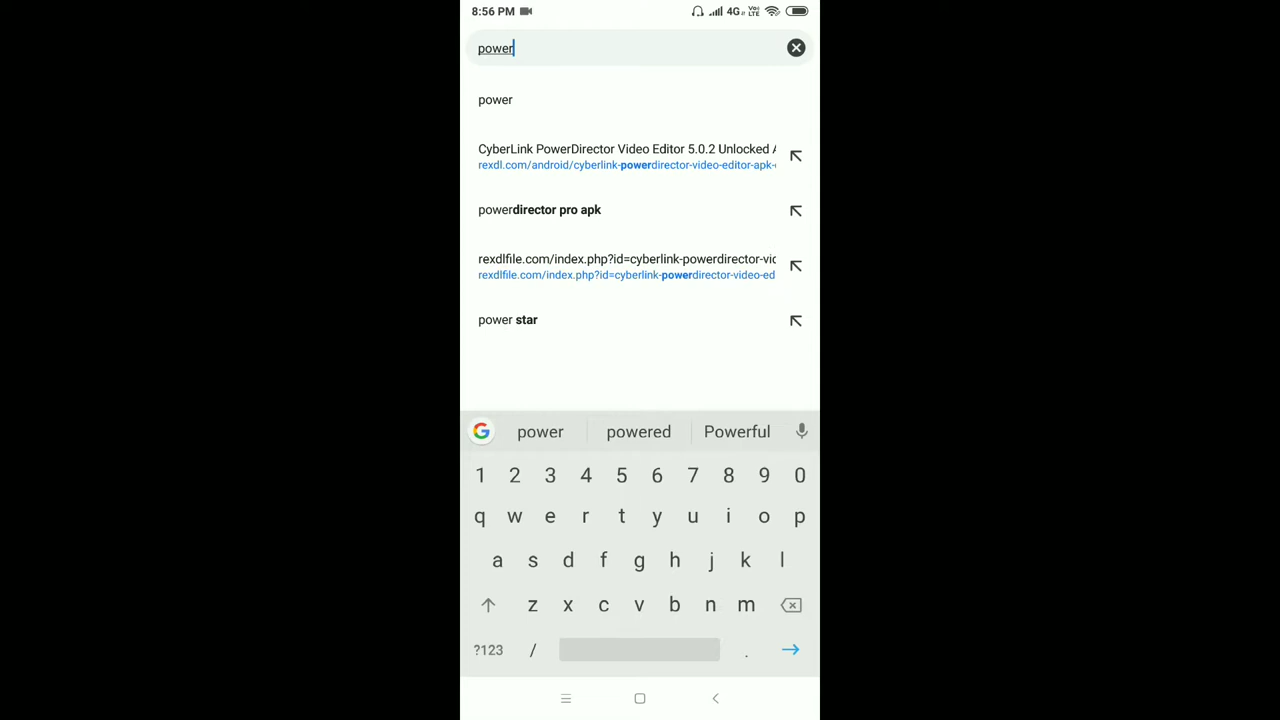 8:56 PM 4G VoLTE
power
power
CyberLink PowerDirector Video Editor 5.0.2 Unlocked
rexdl.com/android/cyberlink-powerdirector-video-editor-apk-
powerdirector pro apk
rexdlfile.com/index.php?id=cyberlink-powerdirector-vid
rexdlfile.com/index.php?id=cyberlink-powerdirector-video-ed
power star
G power powered Powerful
1 2 3 4 5 6 7 8 9 0
q w e r t y u i o p
a s d f g h j k l
z x c v b n m
?123 / .